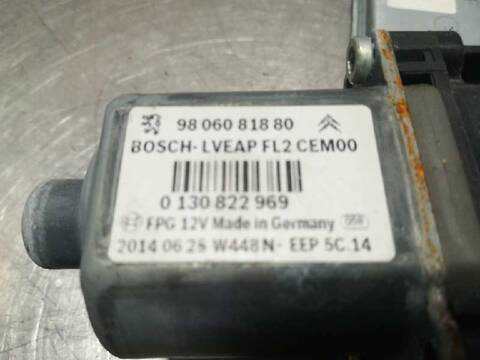 98 060 818 80
BOSCH-LVEAP FL2 CEM00
0 130 822 969
FPG 12V Made in Germany
2014 06 28 W448N- EEP 5C.14